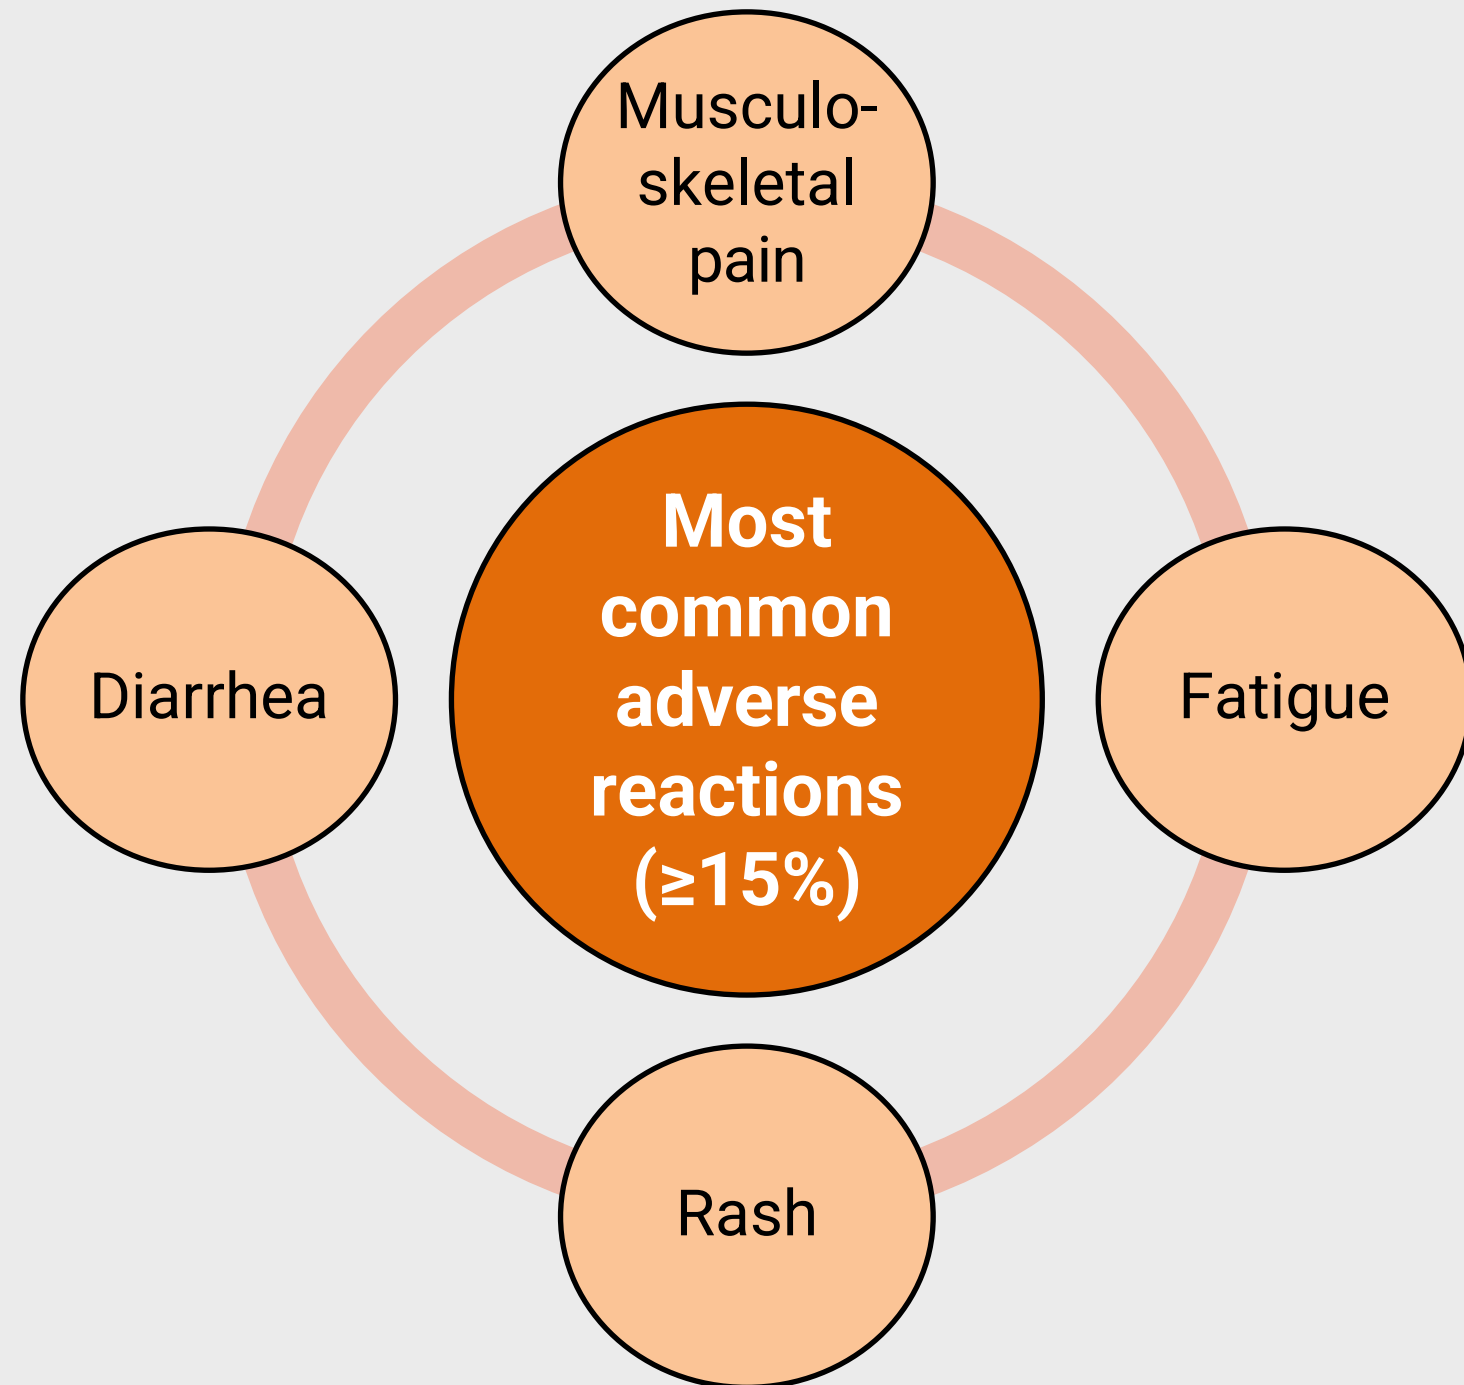 Musculo-
skeletal
pain
Most
common
adverse
reactions
(≥15%)
Diarrhea
Fatigue
Rash